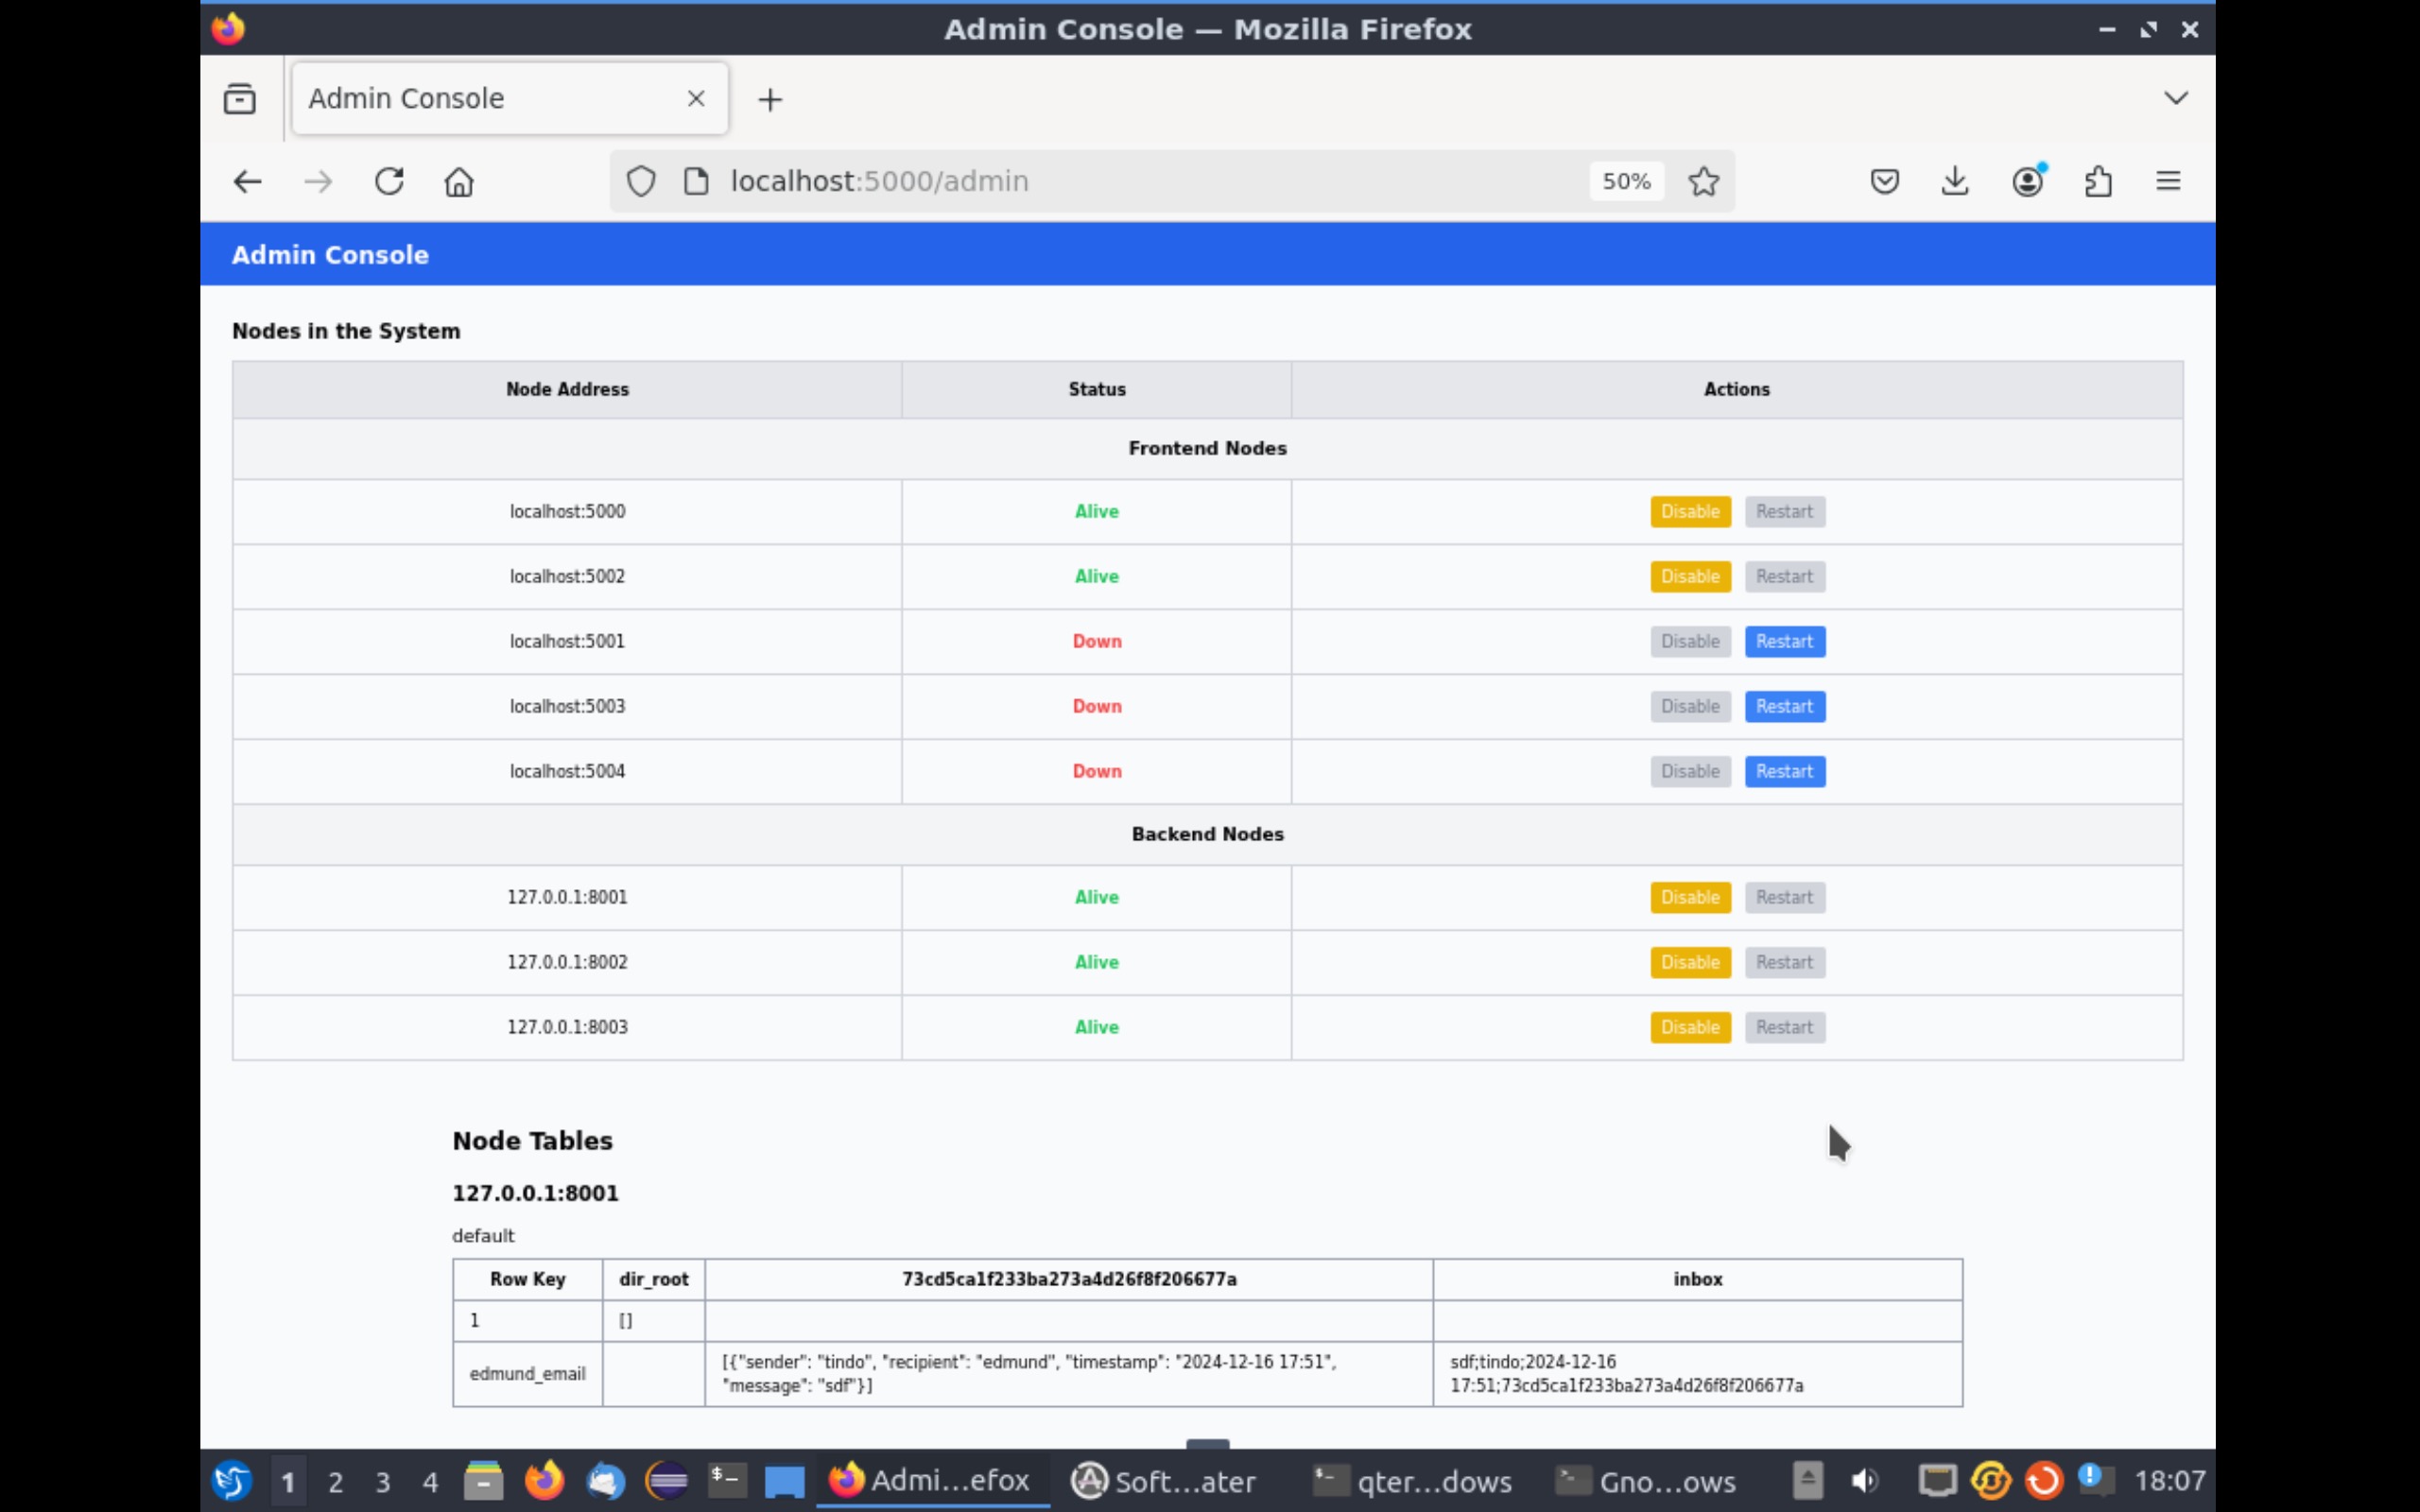 Admin Console — Mozilla Firefox
Admin Console
localhost:5000/admin 50%
Admin Console
Nodes in the System
Node Address Status Actions
Frontend Nodes
localhost:5000 Alive Disable Restart
localhost:5002 Alive Disable Restart
localhost:5001 Down Disable Restart
localhost:5003 Down Disable Restart
localhost:5004 Down Disable Restart
Backend Nodes
127.0.0.1:8001 Alive Disable Restart
127.0.0.1:8002 Alive Disable Restart
127.0.0.1:8003 Alive Disable Restart
Node Tables
127.0.0.1:8001
default
Row Key dir_root 73cd5ca1f233ba273a4d26f8f206677a inbox
1 []
edmund_email [{"sender": "tindo", "recipient": "edmund", "timestamp": "2024-12-16 17:51", "message": "sdf"}] sdf;tindo;2024-12-16 17:51;73cd5ca1f233ba273a4d26f8f206677a
1 2 3 4 $- Admi...efox Soft...ater qter...dows Gno...ows 18:07